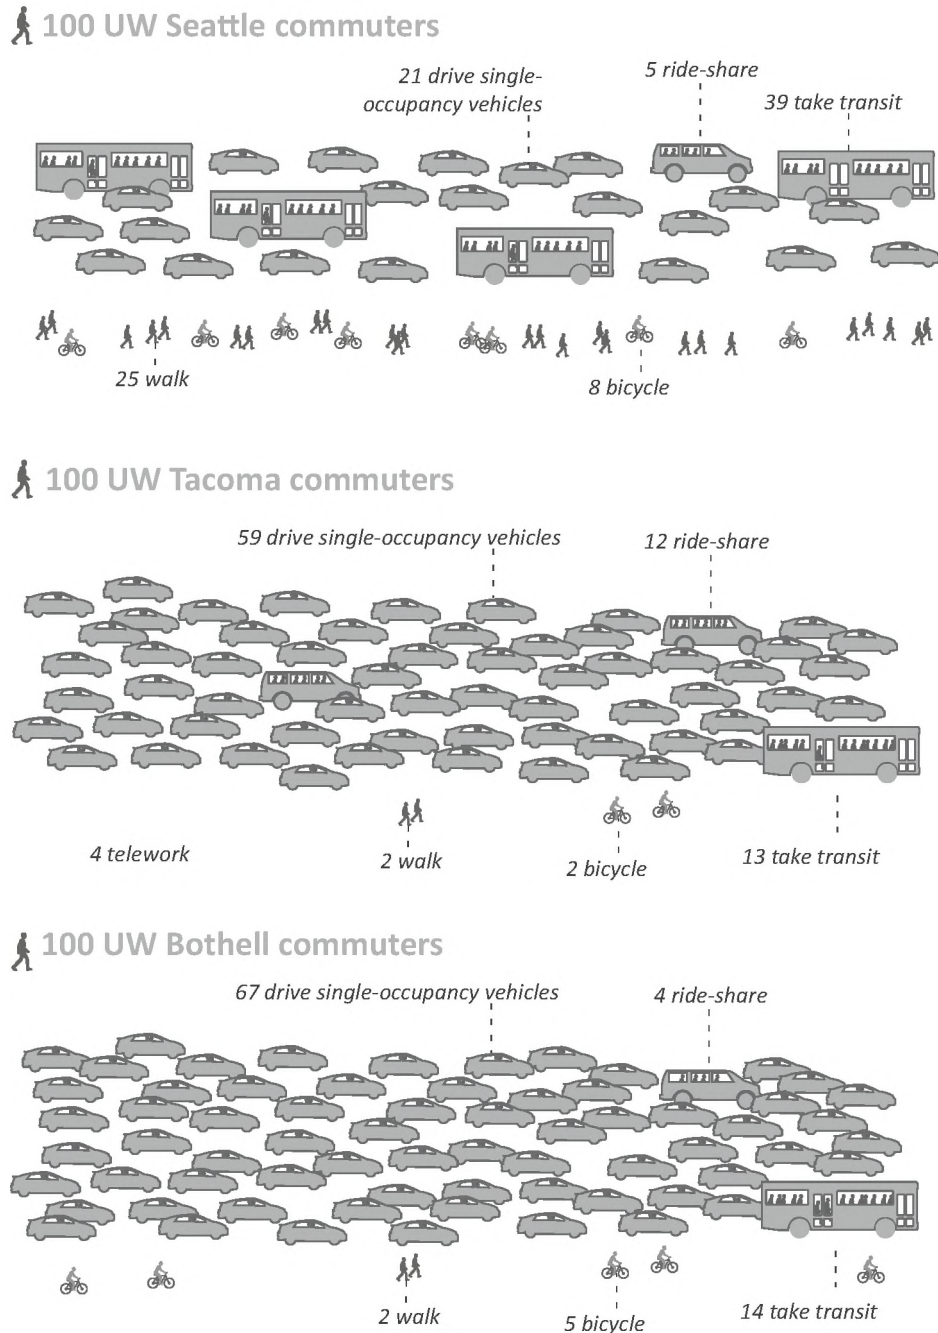 100 UW Seattle commuters
21 drive single-
occupancy vehicles
5 ride-share
39 take transit
25 walk
8 bicycle
100 UW Tacoma commuters
59 drive single-occupancy vehicles
12 ride-share
4 telework
2 walk
2 bicycle
13 take transit
100 UW Bothell commuters
67 drive single-occupancy vehicles
4 ride-share
2 walk
5 bicycle
14 take transit